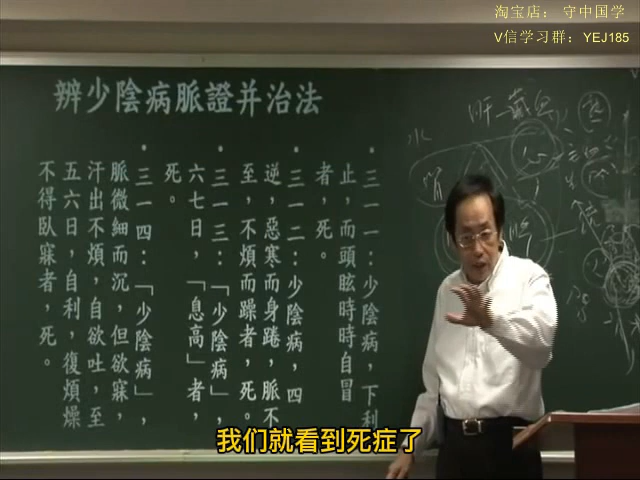 淘宝店： 守中国学
V信学习群：YEJ185
辨少陰病脈證并治法
• 三一一：少陰病，下利
止，而頭眩時時自冒
者，死。
• 三一二：少陰病，四
逆，惡寒而身踡，脈不
至，不煩而躁者，死。
• 三一三：「少陰病」，
六七日，「息高」者，
死。
• 三一四：「少陰病」，
脈微細而沉，但欲寐，
汗出不煩，自欲吐，至
五六日，自利，復煩燥
不得臥寐者，死。
水
肝
心
腎
我们就看到死症了